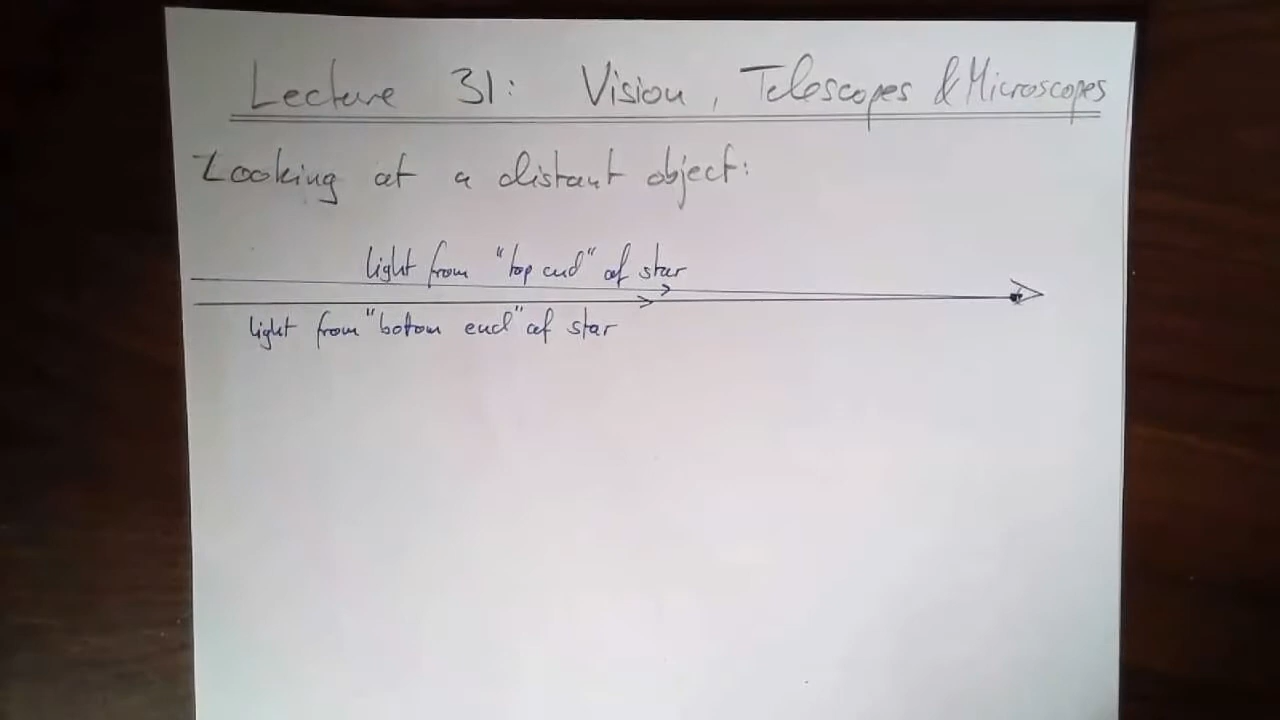 Lecture 31: Vision, Telescopes & Microscopes
Looking at a distant object:
light from "top end" of star
light from "bottom end" of star